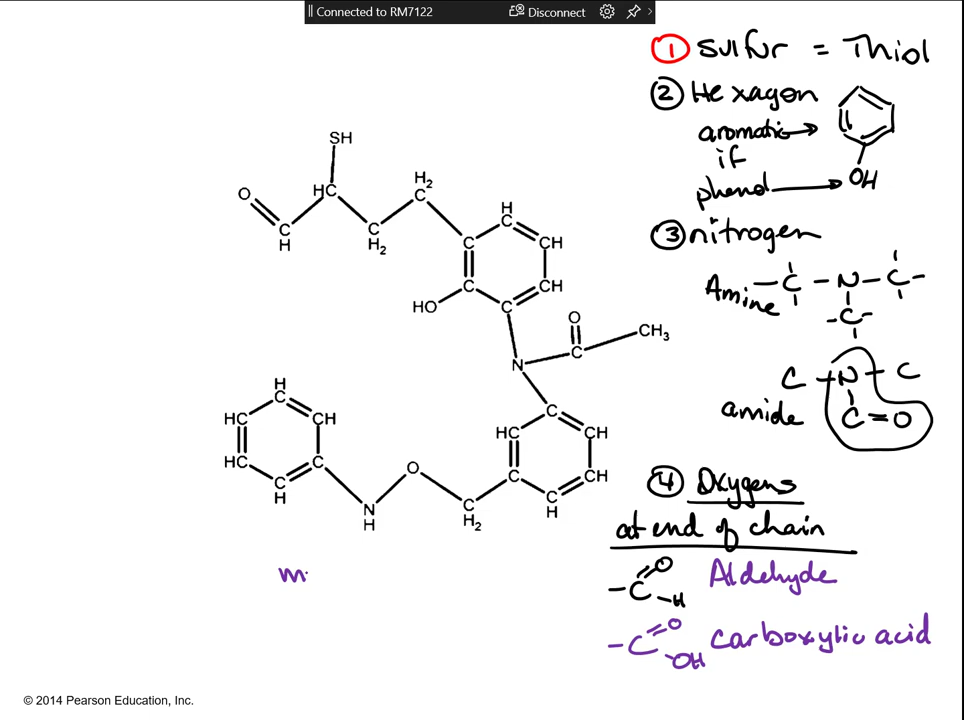 Connected to RM7122 Disconnect
① Sulfur = Thiol
② Hexagon
aromatic
if
phenol
OH
③ nitrogen
Amine
-C-N-C-
-C-
amide
C-N-C
C=O
④ Oxygens
at end of chain
-C=O
-H
Aldehyde
-C=O
-OH
carboxylic acid
SH
O
HC
H2
C
C
H
C
H2
H
C
C
CH
HO
C
CH
C
O
CH3
C
N
H
C
HC
CH
C
HC
CH
HC
C
O
C
CH
C
H
N
H
C
H2
C
H
m
© 2014 Pearson Education, Inc.